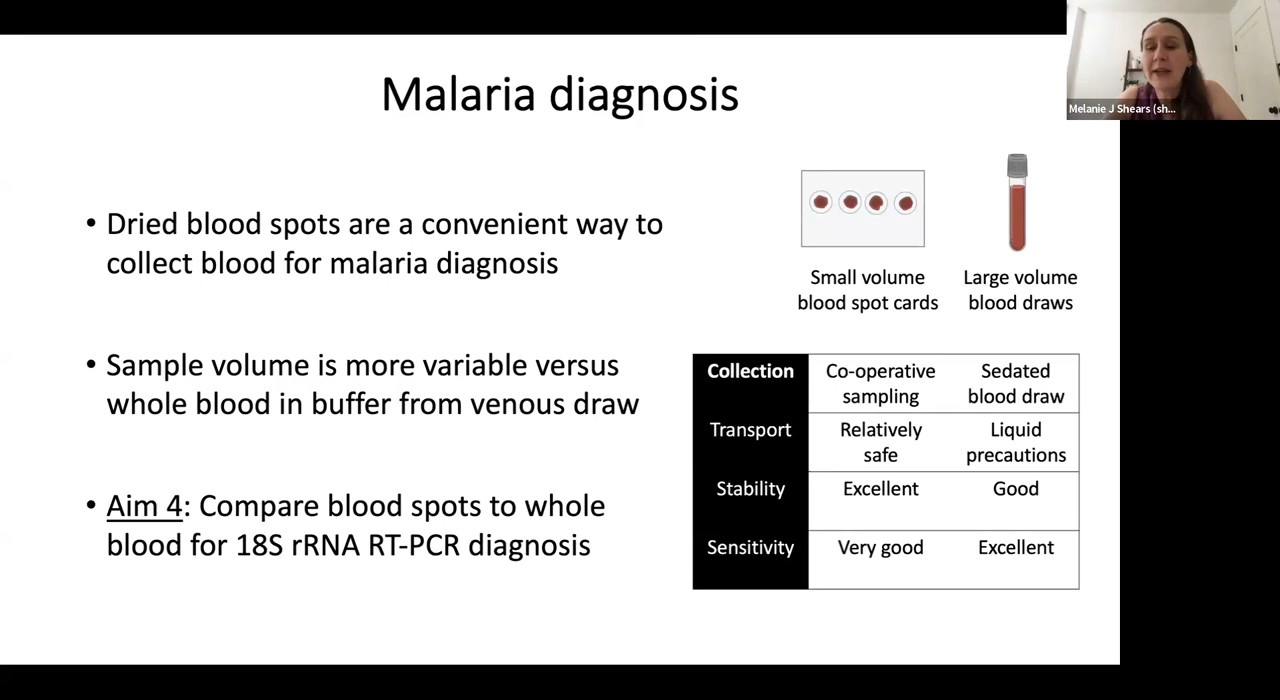 Malaria diagnosis
Melanie J Shears (sh...
• Dried blood spots are a convenient way to
collect blood for malaria diagnosis
• Sample volume is more variable versus
whole blood in buffer from venous draw
• Aim 4: Compare blood spots to whole
blood for 18S rRNA RT-PCR diagnosis
Small volume
blood spot cards
Large volume
blood draws
Collection
Co-operative
sampling
Sedated
blood draw
Transport
Relatively
safe
Liquid
precautions
Stability
Excellent
Good
Sensitivity
Very good
Excellent